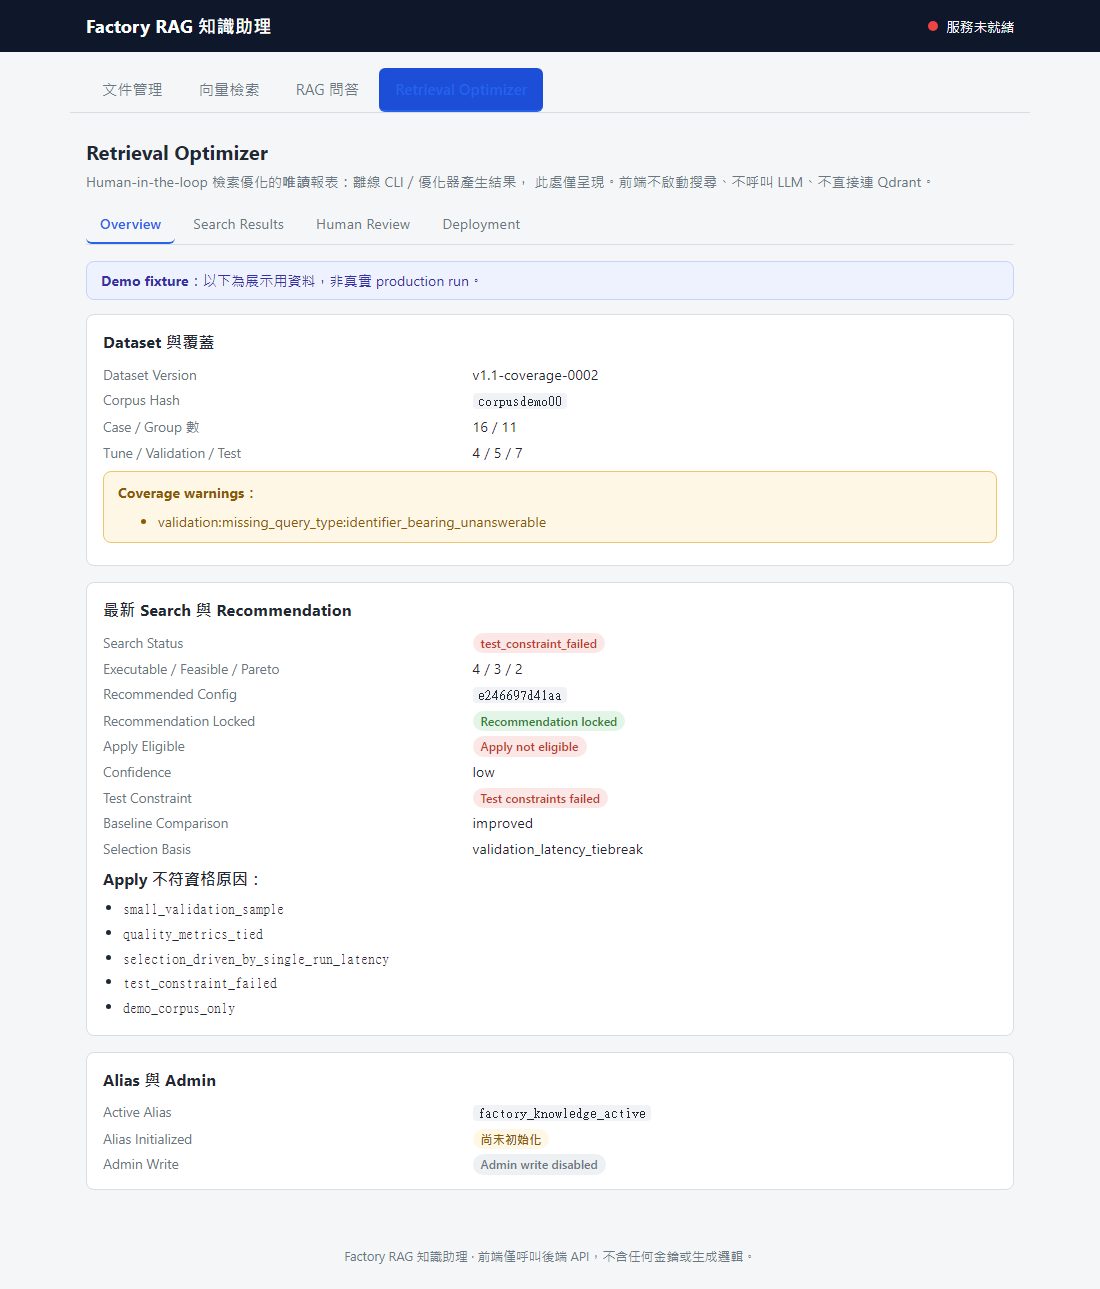 Factory RAG 知識助理
服務未就緒
文件管理
向量檢索
RAG 問答
Retrieval Optimizer
Retrieval Optimizer
Human-in-the-loop 檢索優化的唯讀報表：離線 CLI / 優化器產生結果， 此處僅呈現。前端不啟動搜尋、不呼叫 LLM、不直接連 Qdrant。
Overview
Search Results
Human Review
Deployment
Demo fixture：以下為展示用資料，非真實 production run。
Dataset 與覆蓋
Dataset Version v1.1-coverage-0002
Corpus Hash corpusdemo00
Case / Group 數 16 / 11
Tune / Validation / Test 4 / 5 / 7
Coverage warnings：
• validation:missing_query_type:identifier_bearing_unanswerable
最新 Search 與 Recommendation
Search Status test_constraint_failed
Executable / Feasible / Pareto 4 / 3 / 2
Recommended Config e246697d41aa
Recommendation Locked Recommendation locked
Apply Eligible Apply not eligible
Confidence low
Test Constraint Test constraints failed
Baseline Comparison improved
Selection Basis validation_latency_tiebreak
Apply 不符資格原因：
• small_validation_sample
• quality_metrics_tied
• selection_driven_by_single_run_latency
• test_constraint_failed
• demo_corpus_only
Alias 與 Admin
Active Alias factory_knowledge_active
Alias Initialized 尚未初始化
Admin Write Admin write disabled
Factory RAG 知識助理 · 前端僅呼叫後端 API，不含任何金鑰或生成邏輯。